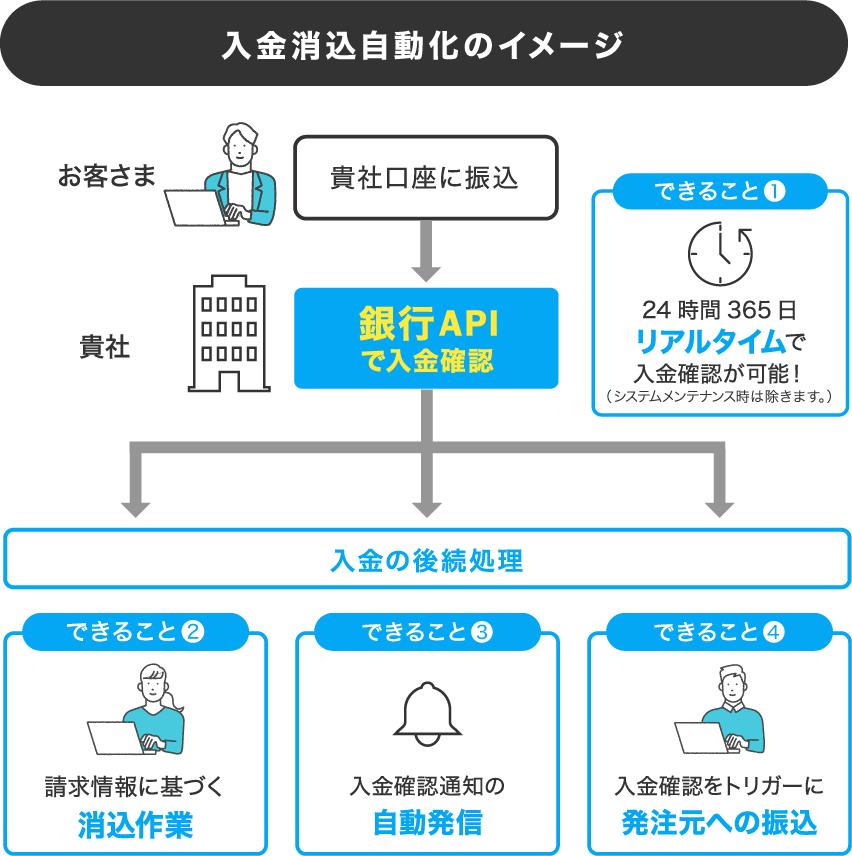 入金消込自動化のイメージ
お客さま
貴社口座に振込
できること❶
24時間365日
リアルタイムで
入金確認が可能！
（システムメンテナンス時は除きます。）
貴社
銀行API
で入金確認
入金の後続処理
できること❷
請求情報に基づく
消込作業
できること❸
入金確認通知の
自動発信
できること❹
入金確認をトリガーに
発注元への振込